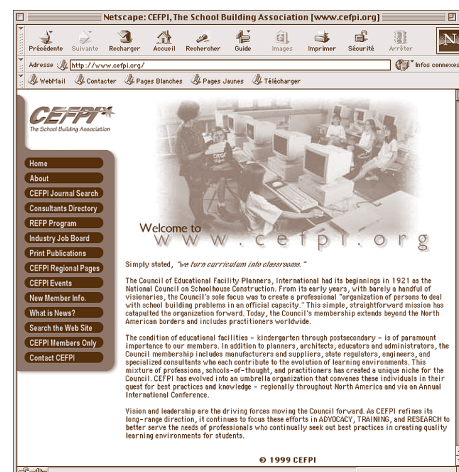 Netscape: CEFPI, The School Building Association [www.cefpi.org]
Précédente Suivante Recharger Accueil Rechercher Guide Images Imprimer Sécurité Arrêter
Adresse : http://www.cefpi.org/ Infos connexes
WebMail Contacter Pages Blanches Pages Jaunes Télécharger
CEFPI
The School Building Association
Home
About
CEFPI Journal Search
Consultants Directory
REFP Program
Industry Job Board
Print Publications
CEFPI Regional Pages
CEFPI Events
New Member Info.
What is News?
Search the Web Site
CEFPI Members Only
Contact CEFPI
Welcome to
www.cefpi.org
Simply stated, "we turn curriculum into classrooms."
The Council of Educational Facility Planners, International had its beginnings in 1921 as the
National Council on Schoolhouse Construction. From its early years, with barely a handful of
visionaries, the Council's sole focus was to create a professional "organization of persons to deal
with school building problems in an official capacity." This simple, straightforward mission has
catapulted the organization forward. Today, the Council's membership extends beyond the North
American borders and includes practitioners worldwide.
The condition of educational facilities - kindergarten through postsecondary - is of paramount
importance to our members. In addition to planners, architects, educators and administrators, the
Council membership includes manufacturers and suppliers, state regulators, engineers, and
specialized consultants who each contribute to the evolution of learning environments. This
mixture of professions, schools-of-thought, and practitioners has created a unique niche for the
Council. CEFPI has evolved into an umbrella organization that convenes these individuals in their
quest for best practices and knowledge - regionally throughout North America and via an Annual
International Conference.
Vision and leadership are the driving forces moving the Council forward. As CEFPI refines its
long-range direction, it continues to focus these efforts in ADVOCACY, TRAINING, and RESEARCH to
better serve the needs of professionals who continually seek out best practices in creating quality
learning environments for students.
© 1999 CEFPI